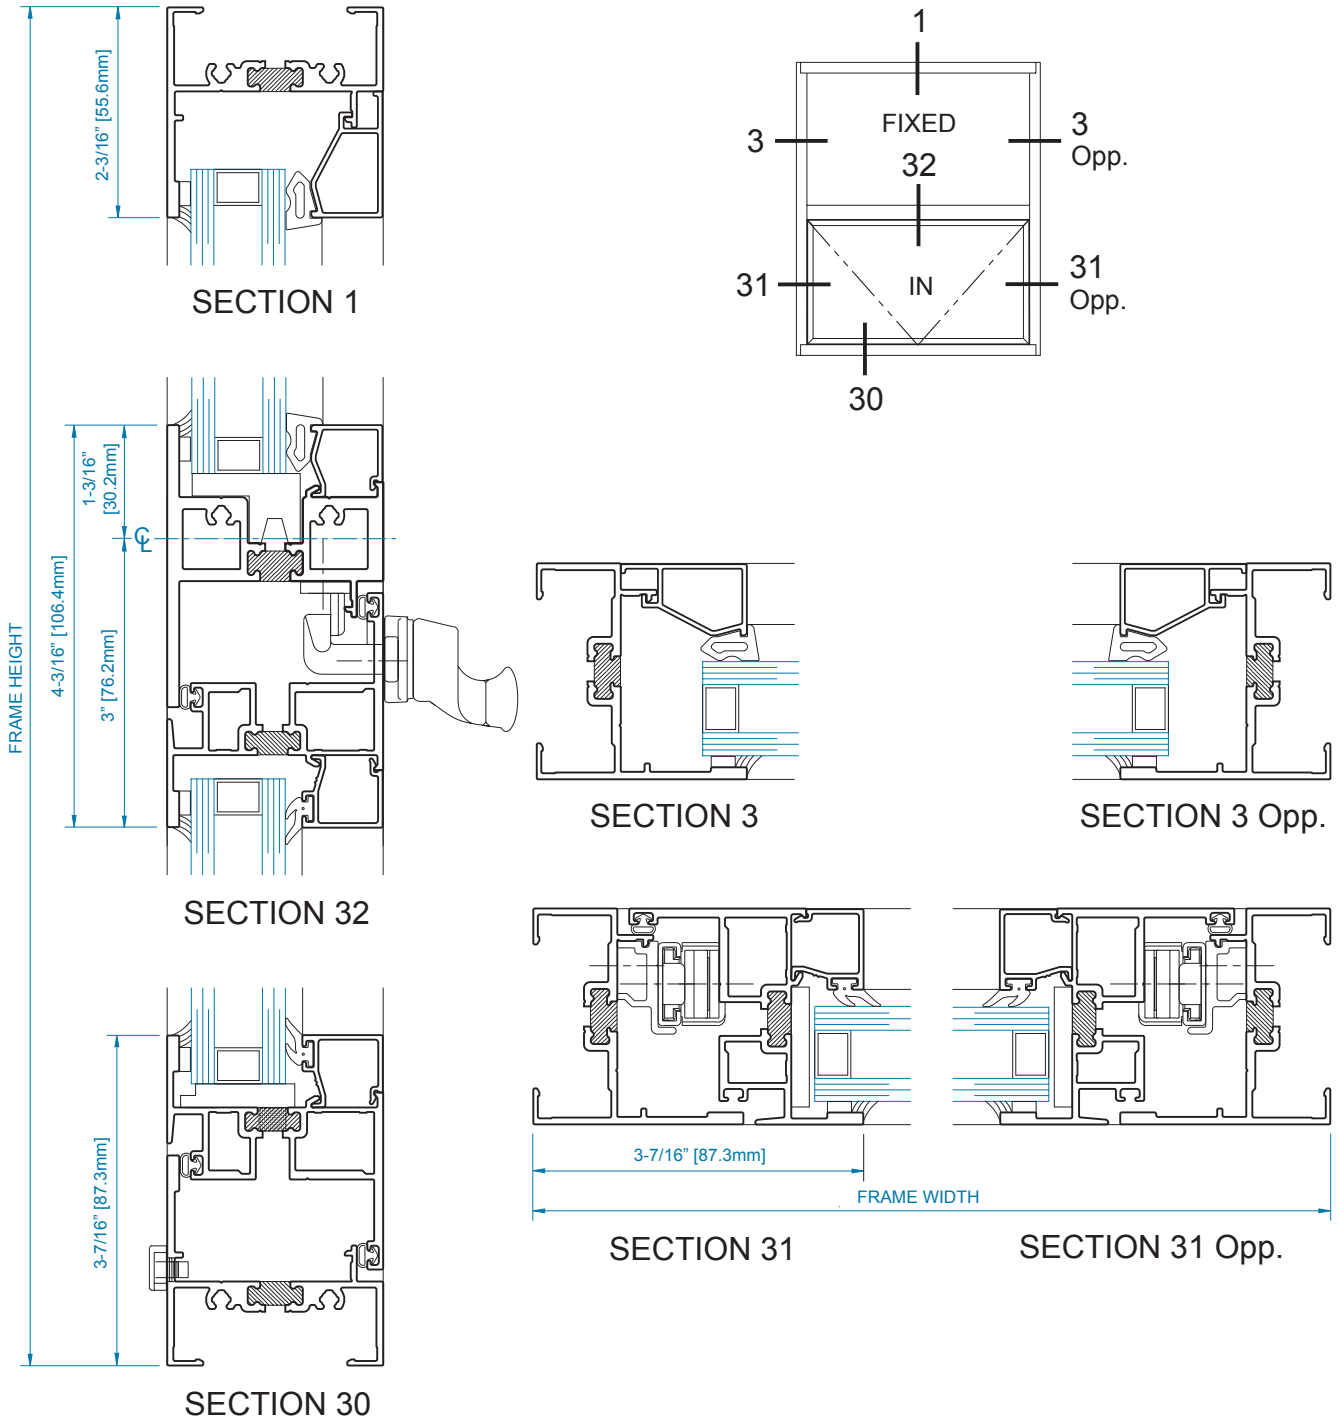 2-3/16” [55.6mm]
SECTION 1
1
FIXED
3
3
Opp.
32
31
IN
31
Opp.
30
FRAME HEIGHT
4-3/16” [106.4mm]
1-3/16”
[30.2mm]
CL
3” [76.2mm]
SECTION 32
SECTION 3
SECTION 3 Opp.
3-7/16” [87.3mm]
SECTION 30
3-7/16” [87.3mm]
FRAME WIDTH
SECTION 31
SECTION 31 Opp.